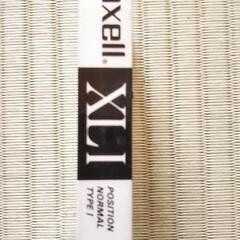 axell®
XLI
POSITION
NORMAL
TYPE I